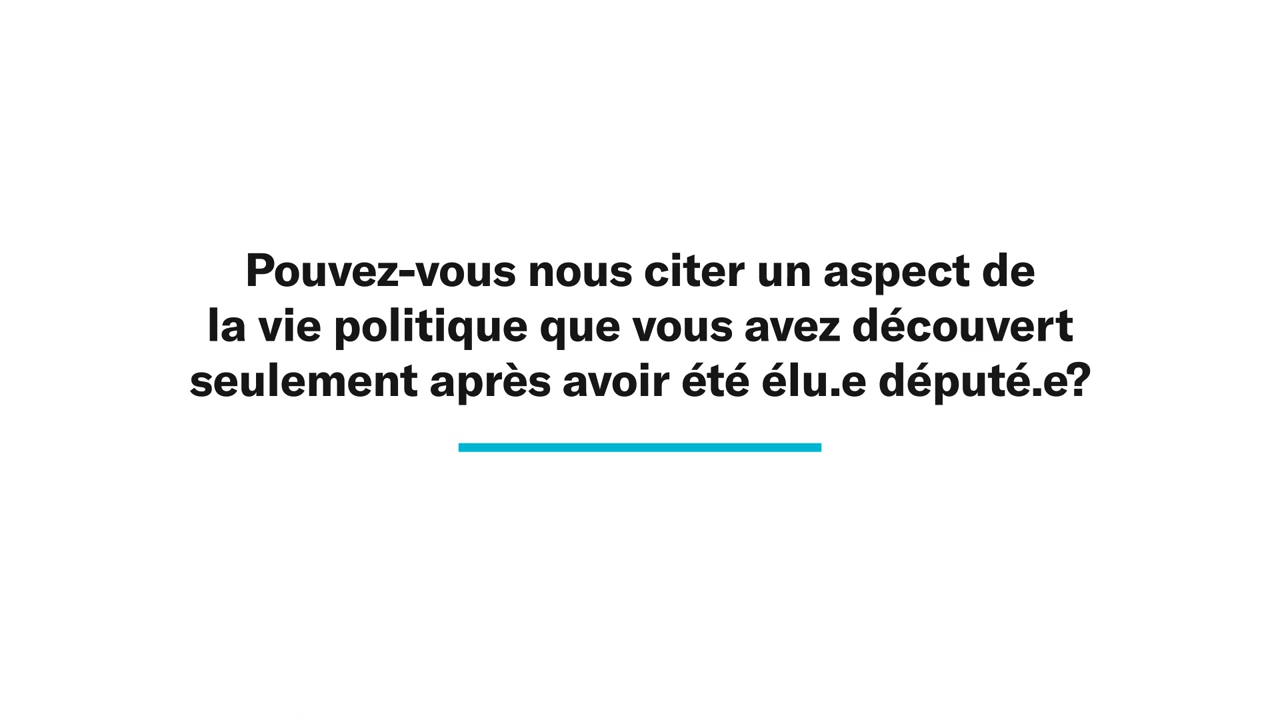 Pouvez-vous nous citer un aspect de
la vie politique que vous avez découvert
seulement après avoir été élu.e député.e?